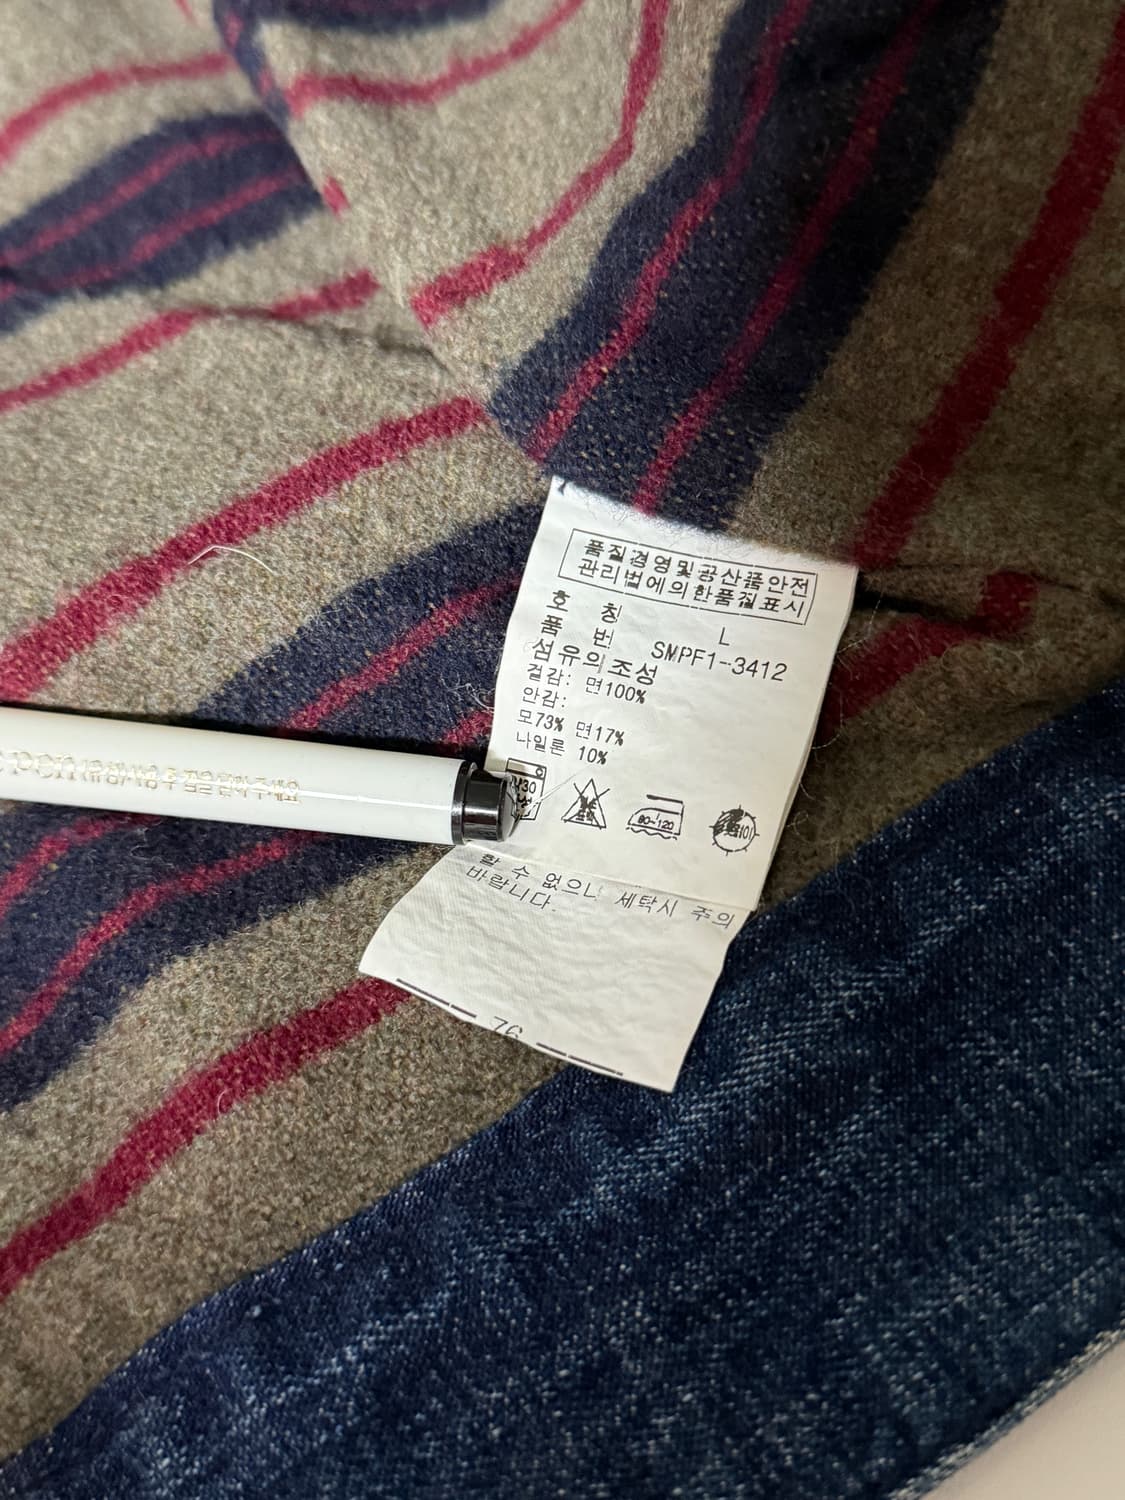 품질경영및공산품안전
관리법에의한품질표시
호 칭 L
품 번 SMPF1-3412
섬유의조성
겉감: 면100%
안감:
모73% 면17%
나일론 10%
80~120
할 수 없으니 세탁시 주의
바랍니다.
pen